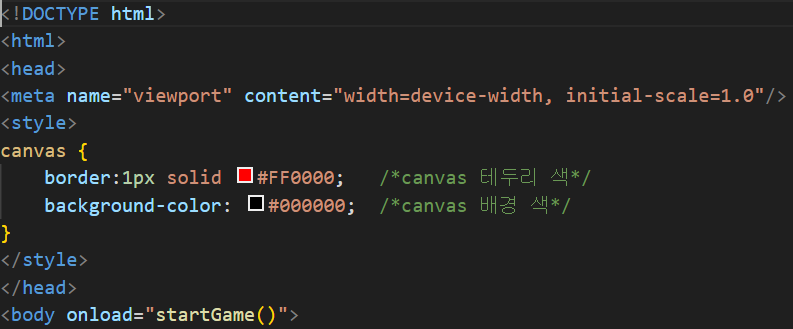 <!DOCTYPE html>
<html>
<head>
<meta name="viewport" content="width=device-width, initial-scale=1.0"/>
<style>
canvas {
    border:1px solid #FF0000;   /*canvas 테두리 색*/
    background-color: #000000;  /*canvas 배경 색*/
}
</style>
</head>
<body onload="startGame()">